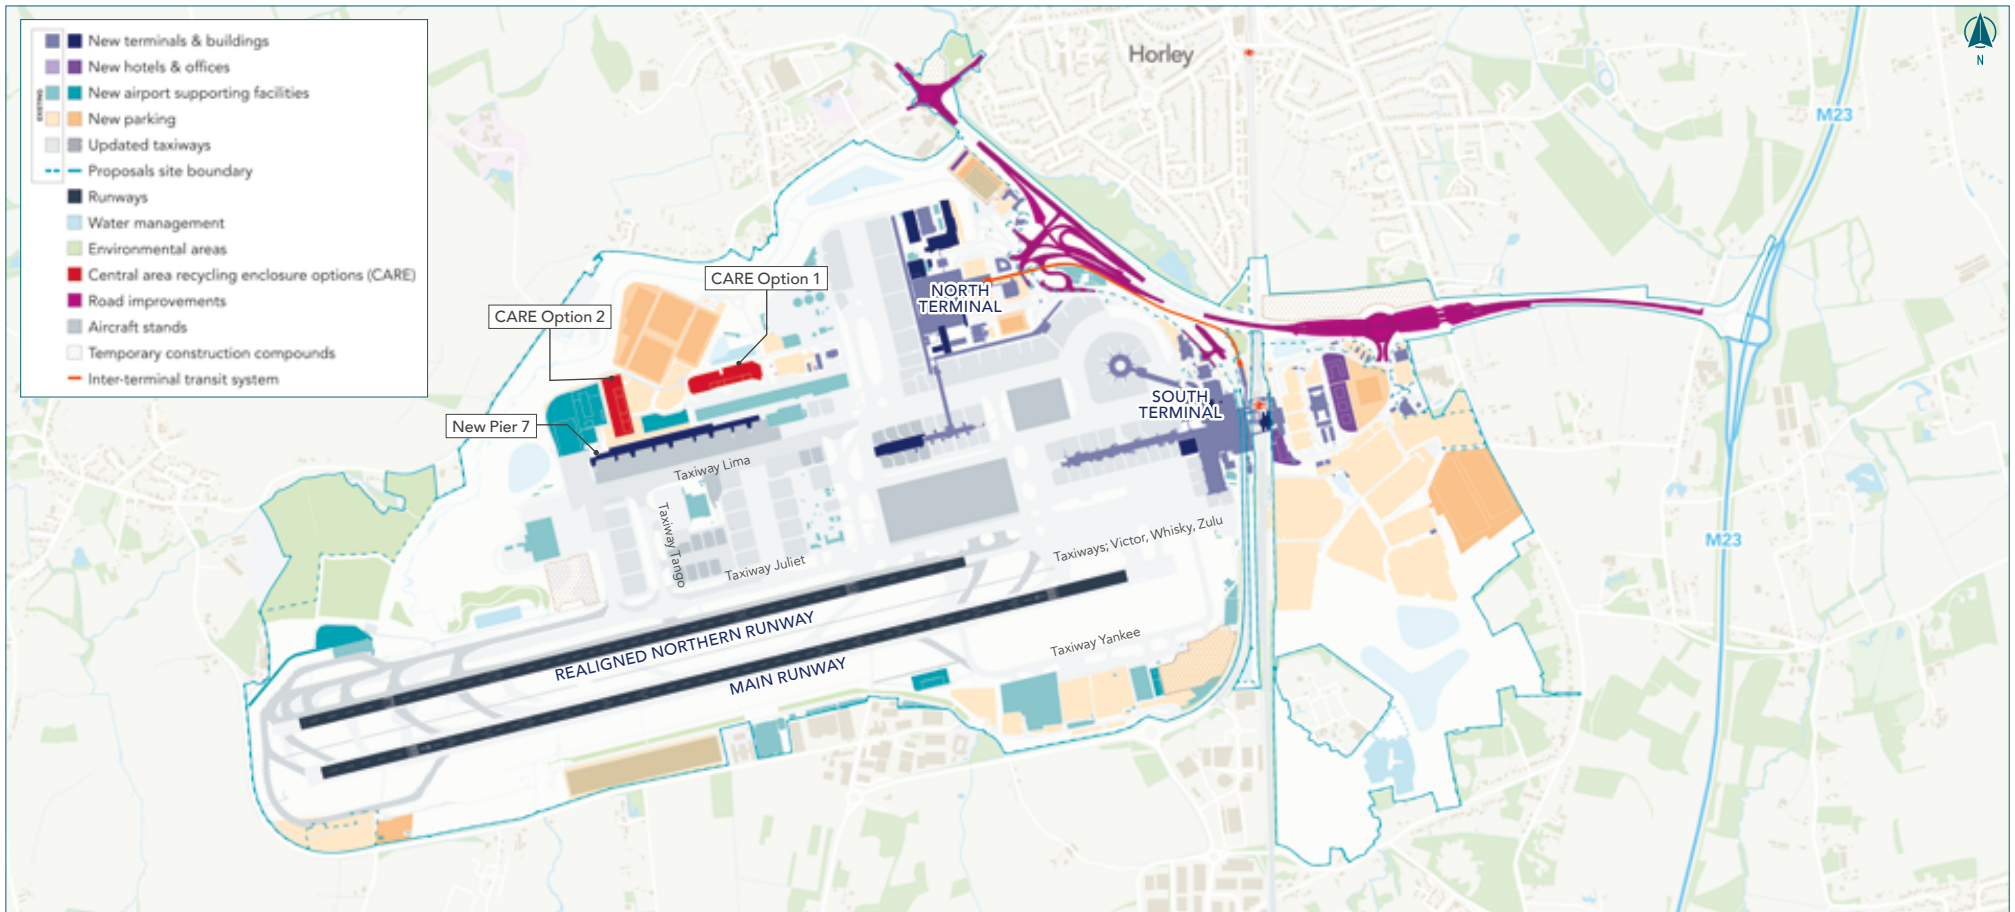 EXISTING
New terminals & buildings
New hotels & offices
New airport supporting facilities
New parking
Updated taxiways
Proposals site boundary
Runways
Water management
Environmental areas
Central area recycling enclosure options (CARE)
Road improvements
Aircraft stands
Temporary construction compounds
Inter-terminal transit system
N
Horley
M23
CARE Option 1
CARE Option 2
NORTH
TERMINAL
SOUTH
TERMINAL
New Pier 7
Taxiway Lima
Taxiway Tango
Taxiway Juliet
Taxiways; Victor, Whisky, Zulu
M23
REALIGNED NORTHERN RUNWAY
MAIN RUNWAY
Taxiway Yankee